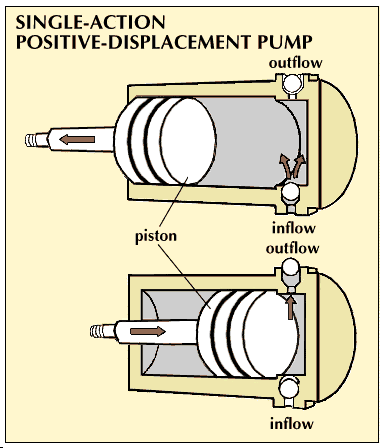 SINGLE-ACTION
POSITIVE-DISPLACEMENT PUMP
outflow
inflow
piston
outflow
inflow